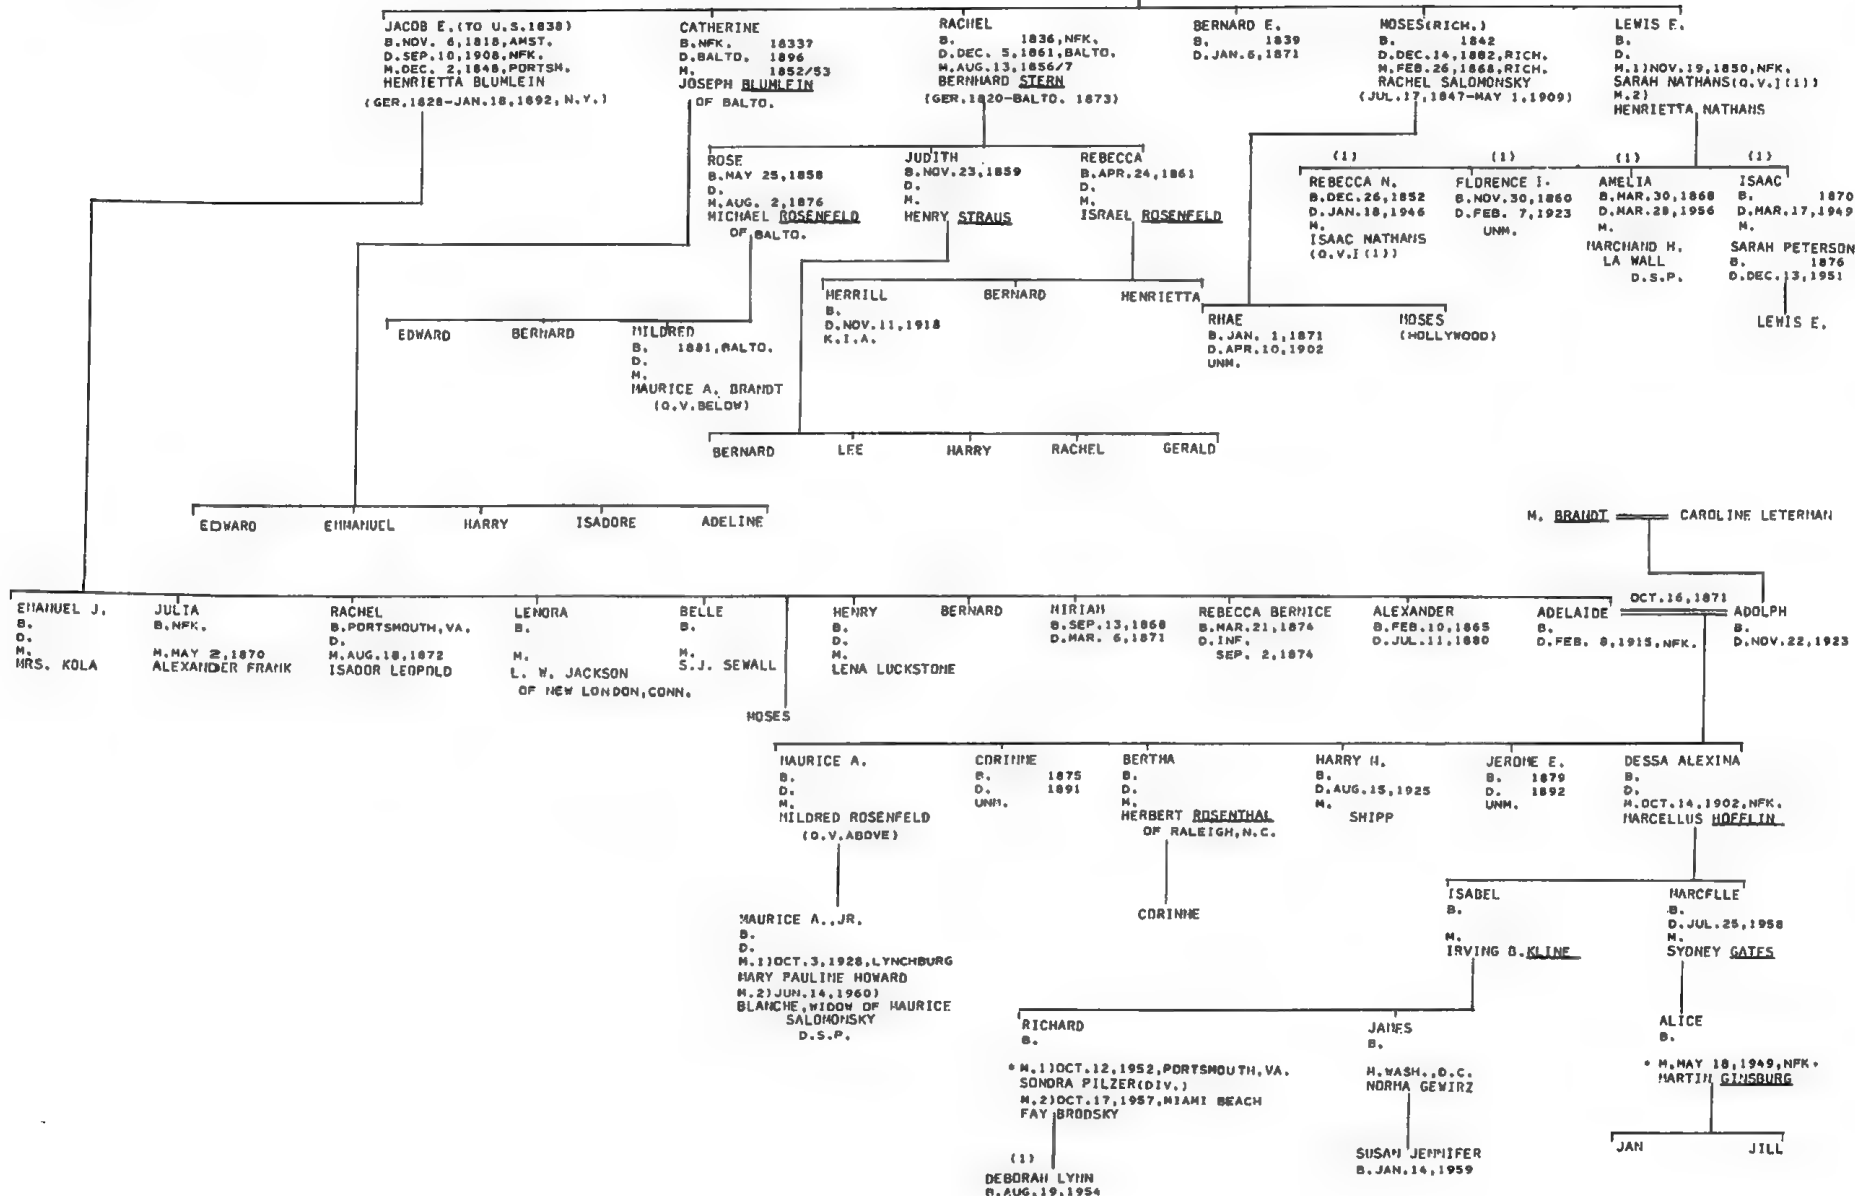 JACOB E.(TO U.S.1838)
B.NOV. 6,1818,AMST.
D.SEP.10,1908,NFK.
M.DEC. 2,1848,PORTSM.
HENRIETTA BLUMLEIN
(GER.1828-JAN.18,1892, N.Y.)
CATHERINE
B.NFK. 1833?
D.BALTO. 1896
M. 1852/53
JOSEPH BLUMLEIN
OF BALTO.
RACHEL
B. 1836,NFK.
D.DEC. 5,1861,BALTO.
M.AUG.13,1856/7
BERNHARD STERN
(GER.1820-BALTO. 1873)
BERNARD E.
B. 1839
D.JAN.6,1871
MOSES(RICH.)
B. 1842
D.DEC.14,1882,RICH.
M.FEB.26,1868,RICH.
RACHEL SALOMONSKY
(JUL.17,1847-MAY 1,1909)
LEWIS E.
B.
D.
M.1)NOV.19,1850,NFK.
SARAH NATHANS(Q.V.I(1))
M.2)
HENRIETTA NATHANS
ROSE
B.MAY 25,1858
D.
M.AUG. 2,1876
MICHAEL ROSENFELD
OF BALTO.
JUDITH
B.NOV.23,1859
D.
M.
HENRY STRAUS
REBECCA
B.APR.24,1861
D.
M.
ISRAEL ROSENFELD
(1)
REBECCA N.
B.DEC.26,1852
D.JAN.18,1946
M.
ISAAC NATHANS
(Q.V.I(1))
(1)
FLORENCE I.
B.NOV.30,1860
D.FEB. 7,1923
UNM.
(1)
AMELIA
B.MAR.30,1868
D.MAR.28,1956
M.
MARCHAND H.
LA WALL
D.S.P.
(1)
ISAAC
B. 1870
D.MAR.17,1949
M.
SARAH PETERSON
B. 1876
D.DEC.13,1951
LEWIS E.
MERRILL
B.
D.NOV.11,1918
K.I.A.
BERNARD
HENRIETTA
RHAE
B.JAN. 1,1871
D.APR.10,1902
UNM.
MOSES
(HOLLYWOOD)
EDWARD
BERNARD
MILDRED
B. 1881,BALTO.
D.
M.
MAURICE A. BRANDT
(Q.V.BELOW)
BERNARD
LEE
HARRY
RACHEL
GERALD
EDWARD
EMMANUEL
HARRY
ISADORE
ADELINE
M. BRANDT
CAROLINE LETERMAN
EMANUEL J.
B.
D.
M.
MRS. KOLA
JULIA
B.NFK.
M.MAY 2,1870
ALEXANDER FRANK
RACHEL
B.PORTSMOUTH,VA.
D.
M.AUG.18,1872
ISADOR LEOPOLD
LENORA
B.
M.
L. W. JACKSON
OF NEW LONDON,CONN.
BELLE
B.
M.
S.J. SEWALL
MOSES
HENRY
B.
D.
M.
LENA LUCKSTONE
BERNARD
MIRIAM
B.SEP.13,1868
D.MAR. 6,1871
REBECCA BERNICE
B.MAR.21,1874
D.INF.
SEP. 2,1874
ALEXANDER
B.FEB.10,1865
D.JUL.11,1880
ADELAIDE
B.
D.FEB. 8,1915,NFK.
OCT.16,1871
ADOLPH
B.
D.NOV.22,1923
MAURICE A.
B.
D.
M.
MILDRED ROSENFELD
(Q.V.ABOVE)
CORINNE
B. 1875
D. 1891
UNM.
BERTHA
B.
D.
M.
HERBERT ROSENTHAL
OF RALEIGH,N.C.
HARRY H.
B.
D.AUG.15,1925
M.
SHIPP
JEROME E.
B. 1879
D. 1892
UNM.
DESSA ALEXINA
B.
D.
M.OCT.14,1902,NFK.
MARCELLUS HOFFLIN
MAURICE A.,JR.
B.
D.
M.1)OCT.3,1928,LYNCHBURG
MARY PAULINE HOWARD
M.2)JUN.14,1960)
BLANCHE,WIDOW OF MAURICE
SALOMONSKY
D.S.P.
CORINNE
ISABEL
B.
M.
IRVING B.KLINE
MARCELLE
B.
D.JUL.25,1958
M.
SYDNEY GATES
RICHARD
B.
* M.1)OCT.12,1952,PORTSMOUTH,VA.
SONDRA PILZER(DIV.)
M.2)OCT.17,1957,MIAMI BEACH
FAY BRODSKY
JAMES
B.
M.WASH.,D.C.
NORMA GEWIRZ
ALICE
B.
* M.MAY 18,1949,NFK.
MARTIN GINSBURG
(1)
DEBORAH LYNN
B.AUG.19,1954
SUSAN JENNIFER
B.JAN.14,1959
JAN
JILL